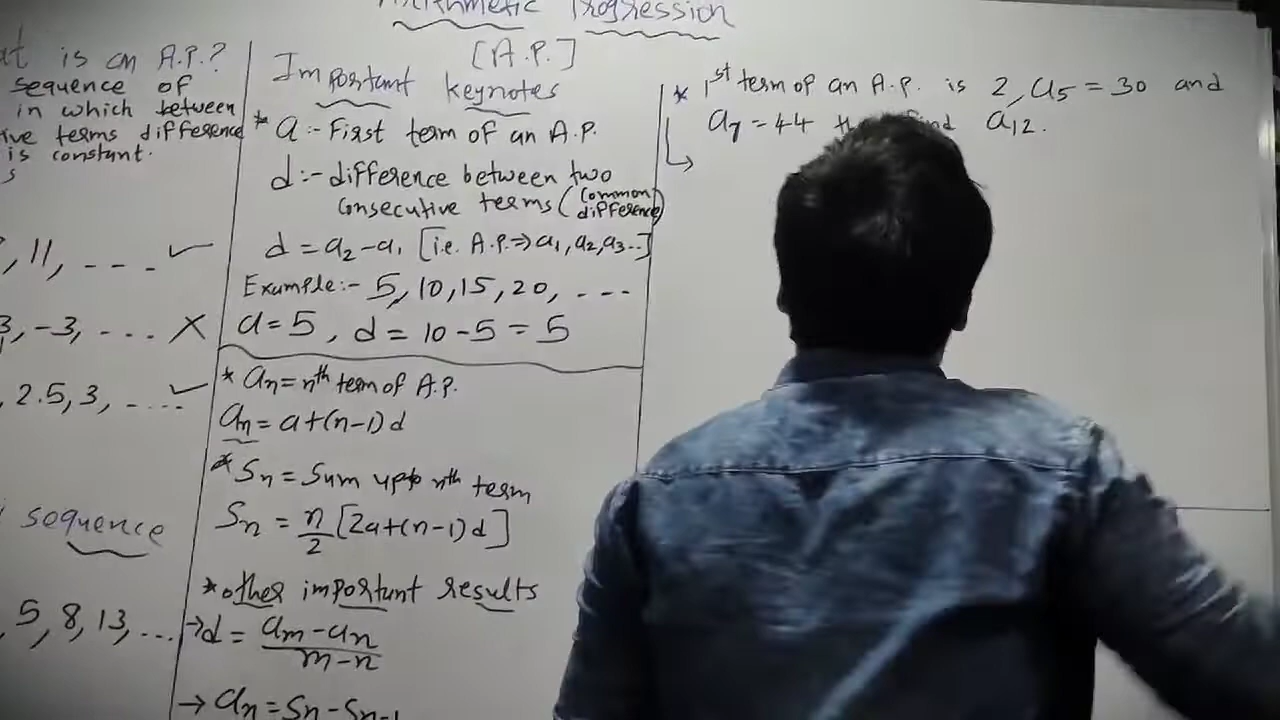 Arithmetic Progression
[A.P.]
is an A.P.?
sequence of
in which between
terms difference
is constant.
, 11, - - - . ✓
3, -3, - . . . ✗
, 2.5, 3, - . . . ✓
sequence
, 5, 8, 13, ...
Important keynotes
* a :- First term of an A.P.
d :- difference between two
consecutive terms (common difference)
d = a₂ - a₁ [i.e. A.P. ⇒ a₁, a₂, a₃...]
Example:- 5, 10, 15, 20, - - - -
a = 5, d = 10 - 5 = 5
* an = nth term of A.P.
an = a+(n-1)d
* Sn = Sum upto nth term
Sn = n/2 [2a+(n-1)d]
* other important results
→ d = am - an / m - n
→ an = Sn - Sn-1
* 1st term of an A.P. is 2, a5 = 30 and
a7 = 44 find a12.